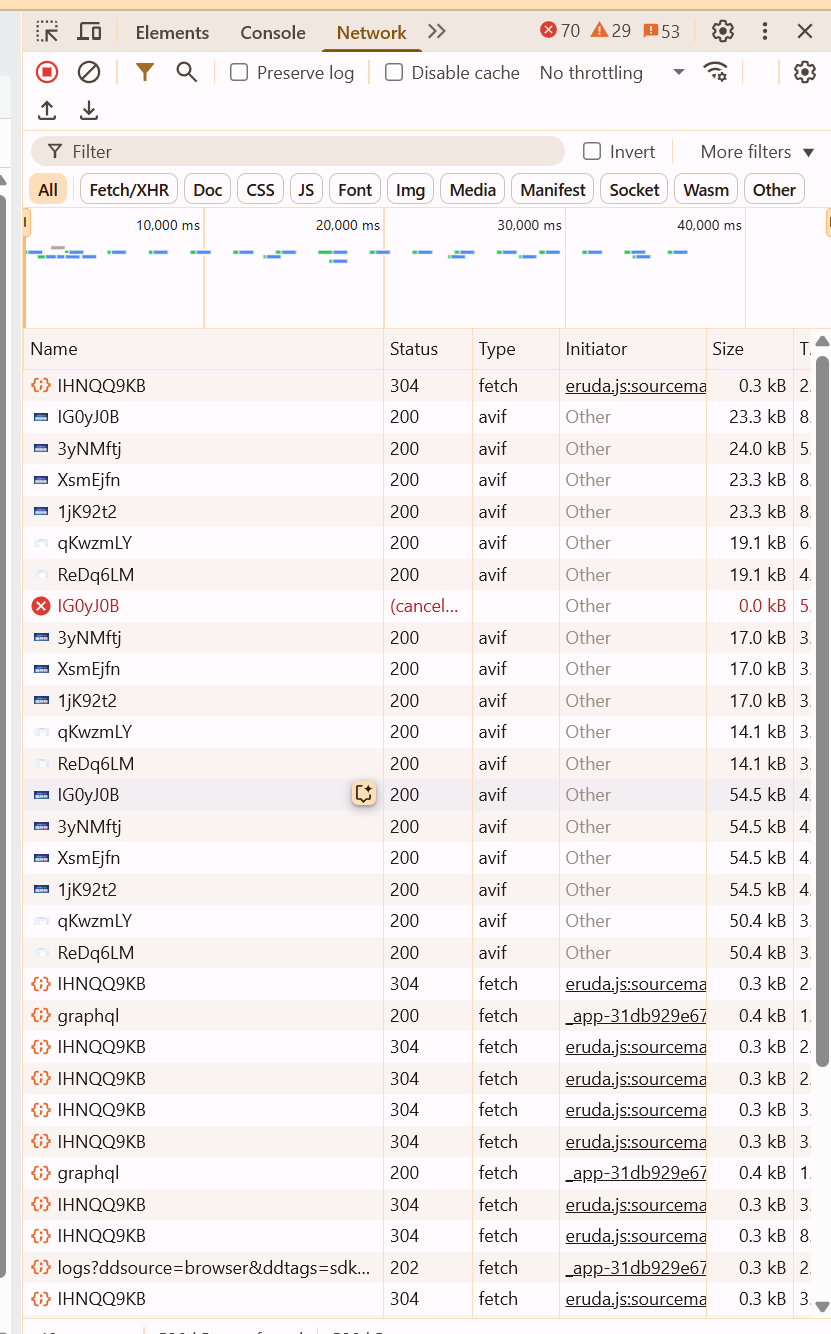 Elements Console Network 70 29 53
Preserve log Disable cache No throttling
Filter Invert More filters
All Fetch/XHR Doc CSS JS Font Img Media Manifest Socket Wasm Other
10,000 ms 20,000 ms 30,000 ms 40,000 ms
Name Status Type Initiator Size T.
IHNQQ9KB 304 fetch eruda.js:sourcema 0.3 kB 2.
IG0yJ0B 200 avif Other 23.3 kB 8.
3yNMftj 200 avif Other 24.0 kB 5.
XsmEjfn 200 avif Other 23.3 kB 8.
1jK92t2 200 avif Other 23.3 kB 8.
qKwzmLY 200 avif Other 19.1 kB 6.
ReDq6LM 200 avif Other 19.1 kB 4.
IG0yJ0B (cancel... Other 0.0 kB 5.
3yNMftj 200 avif Other 17.0 kB 3.
XsmEjfn 200 avif Other 17.0 kB 3.
1jK92t2 200 avif Other 17.0 kB 3.
qKwzmLY 200 avif Other 14.1 kB 3.
ReDq6LM 200 avif Other 14.1 kB 3.
IG0yJ0B 200 avif Other 54.5 kB 4.
3yNMftj 200 avif Other 54.5 kB 4.
XsmEjfn 200 avif Other 54.5 kB 4.
1jK92t2 200 avif Other 54.5 kB 4.
qKwzmLY 200 avif Other 50.4 kB 3.
ReDq6LM 200 avif Other 50.4 kB 3.
IHNQQ9KB 304 fetch eruda.js:sourcema 0.3 kB 2.
graphql 200 fetch _app-31db929e67 0.4 kB 1.
IHNQQ9KB 304 fetch eruda.js:sourcema 0.3 kB 2.
IHNQQ9KB 304 fetch eruda.js:sourcema 0.3 kB 2.
IHNQQ9KB 304 fetch eruda.js:sourcema 0.3 kB 3.
IHNQQ9KB 304 fetch eruda.js:sourcema 0.3 kB 3.
graphql 200 fetch _app-31db929e67 0.4 kB 1.
IHNQQ9KB 304 fetch eruda.js:sourcema 0.3 kB 3.
IHNQQ9KB 304 fetch eruda.js:sourcema 0.3 kB 8.
logs?ddsource=browser&ddtags=sdk... 202 fetch _app-31db929e67 0.3 kB 2.
IHNQQ9KB 304 fetch eruda.js:sourcema 0.3 kB 3.